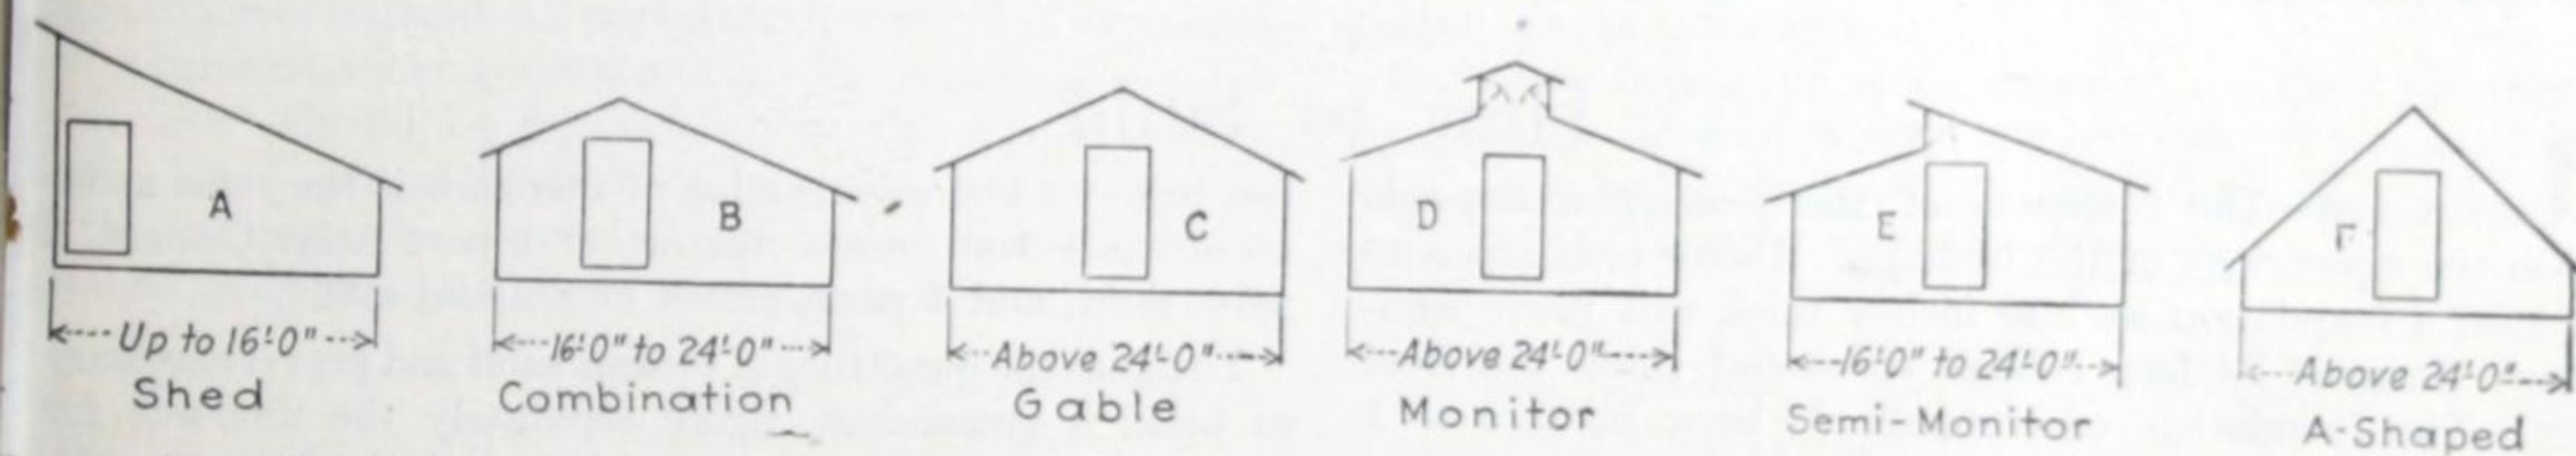 A
B
C
D
E
F
Up to 16'-0"
16'-0" to 24'-0"
Above 24'-0"
Above 24'-0"
16'-0" to 24'-0"
Above 24'-0"
Shed
Combination
Gable
Monitor
Semi-Monitor
A-Shaped